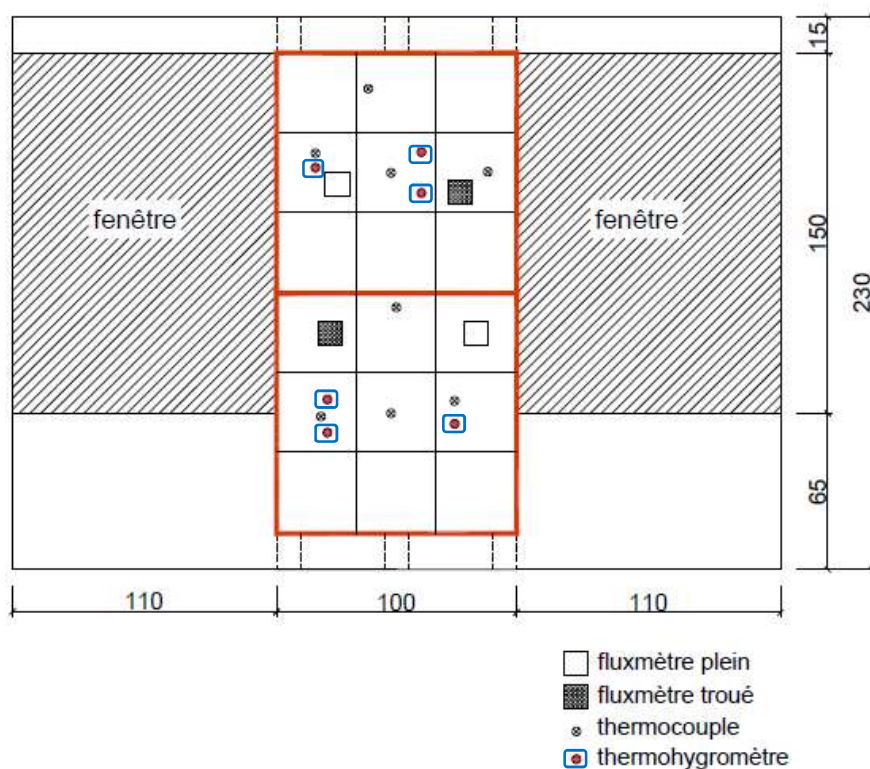 15
fenêtre
fenêtre
150
230
65
110
100
110
fluxmètre plein
fluxmètre troué
thermocouple
thermohygromètre